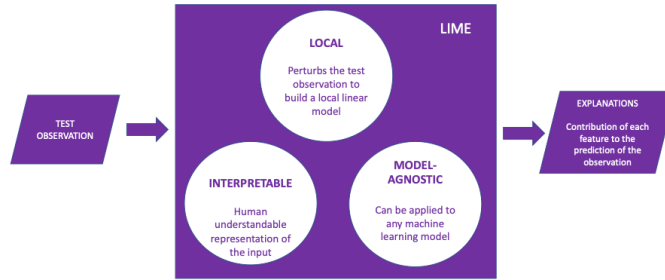 LIME
LOCAL
Perturbs the test
observation to
build a local linear
model
TEST
OBSERVATION
EXPLANATIONS
Contribution of each
feature to the
prediction of the
observation
INTERPRETABLE
Human
understandable
representation of
the input
MODEL-
AGNOSTIC
Can be applied to
any machine
learning model